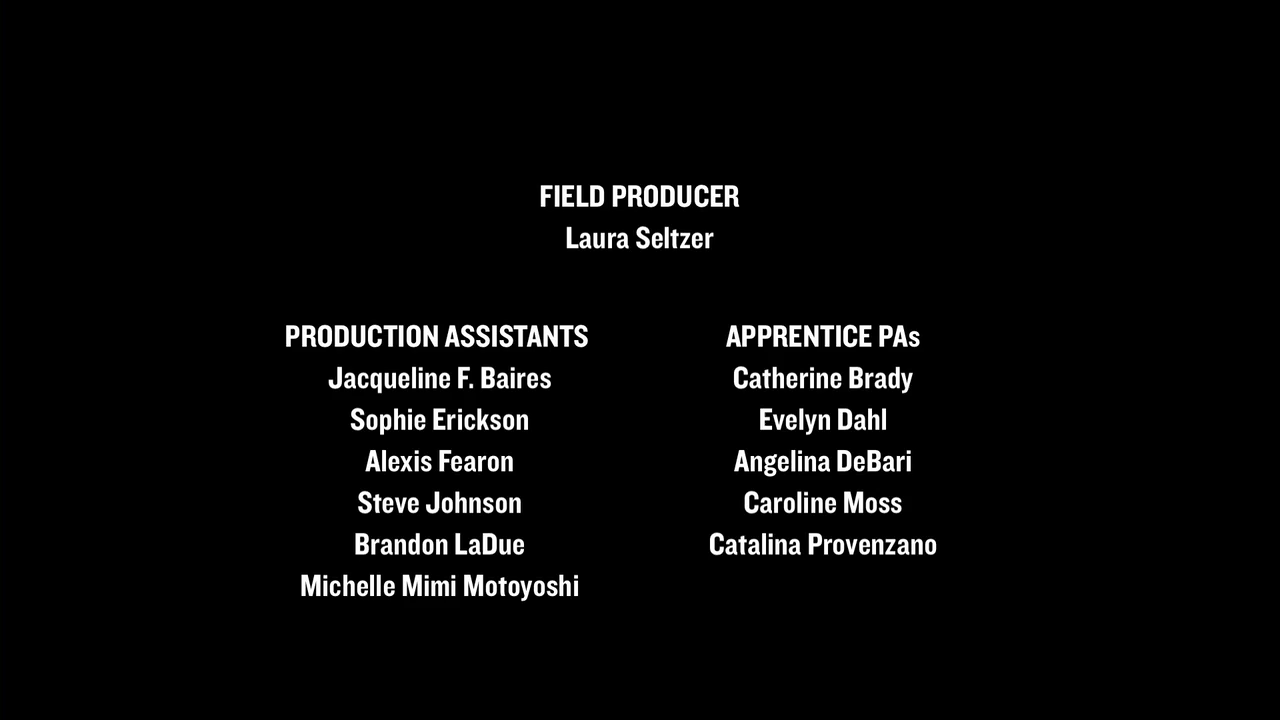 FIELD PRODUCER
Laura Seltzer
PRODUCTION ASSISTANTS
Jacqueline F. Baires
Sophie Erickson
Alexis Fearon
Steve Johnson
Brandon LaDue
Michelle Mimi Motoyoshi
APPRENTICE PAs
Catherine Brady
Evelyn Dahl
Angelina DeBari
Caroline Moss
Catalina Provenzano